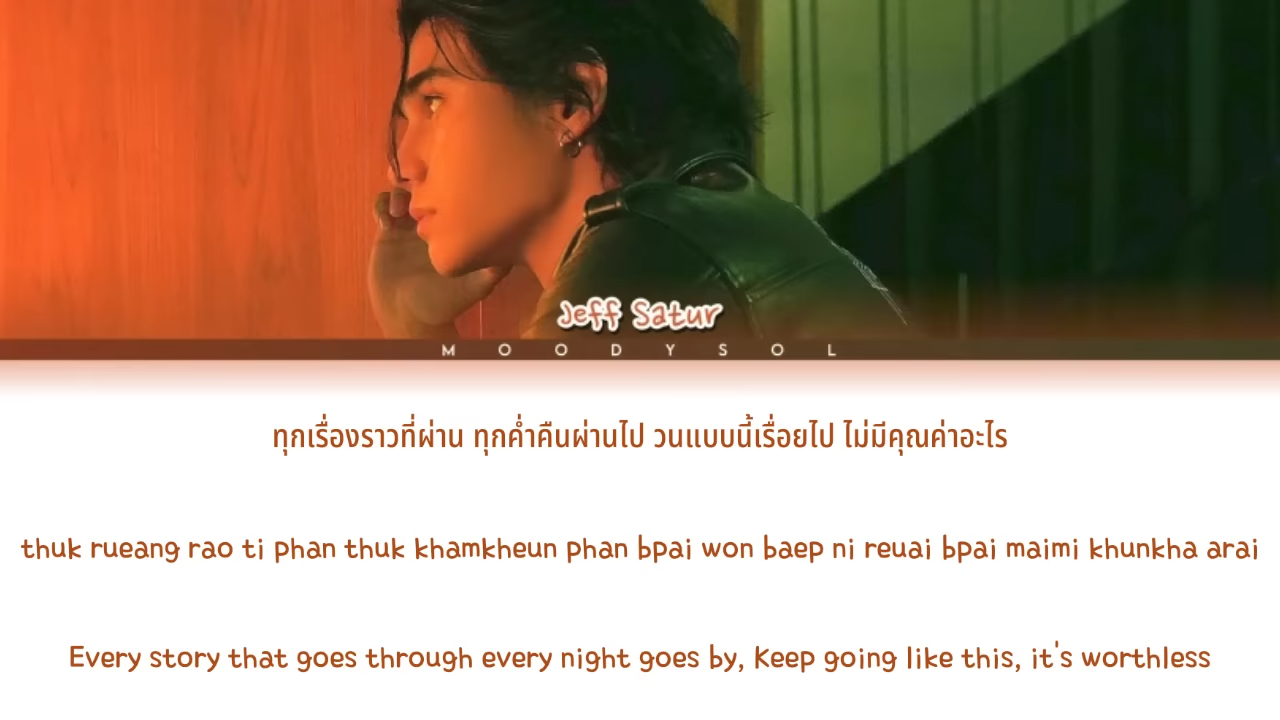 Jeff Satur
MOODYSOL
ทุกเรื่องราวที่ผ่าน ทุกค่ำคืนผ่านไป วนแบบนี้เรื่อยไป ไม่มีคุณค่าอะไร
thuk rueang rao ti phan thuk khamkheun phan bpai won baep ni reuai bpai maimi khunkha arai
Every story that goes through every night goes by, Keep going like this, it's worthless